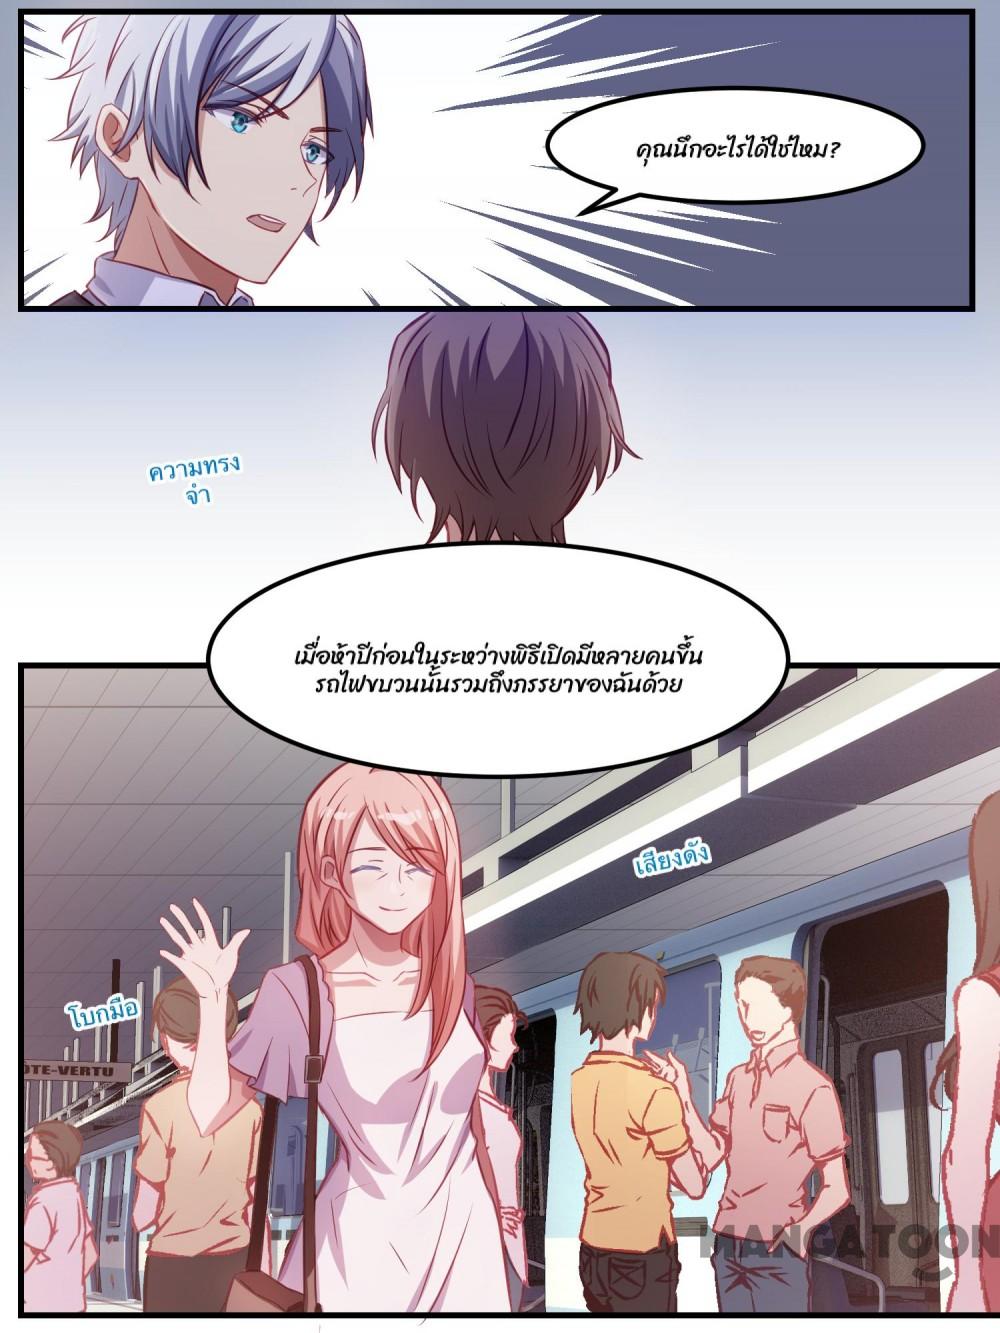 คุณนึกอะไรได้ใช่ไหม?
ความทรง
จำ
เมื่อห้าปีก่อนในระหว่างพิธีเปิดมีหลายคนขึ้น
รถไฟขบวนนั้นรวมถึงภรรยาของฉันด้วย
เสียงดัง
โบกมือ
OTE-VERTU
MANGATOON